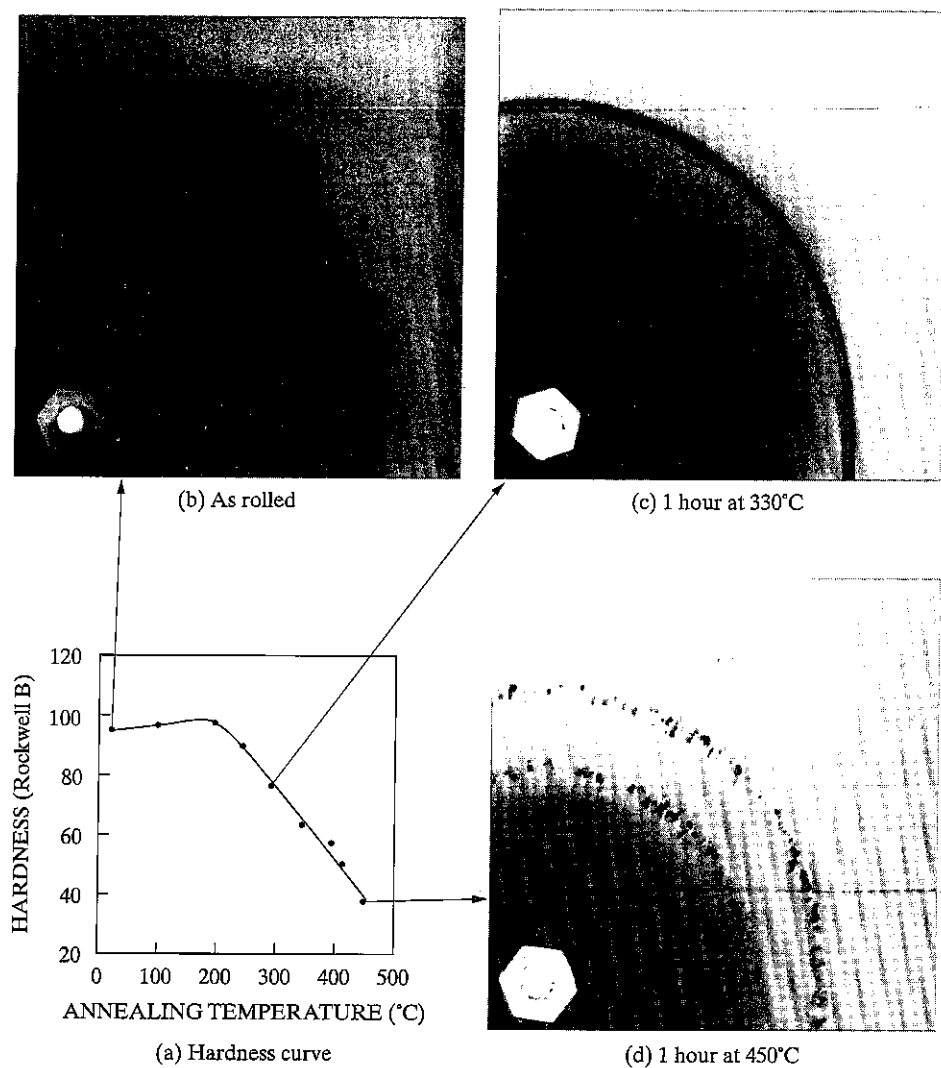 (b) As rolled
(c) 1 hour at 330°C
HARDNESS (Rockwell B)
120
100
80
60
40
20
0
100
200
300
400
500
ANNEALING TEMPERATURE (°C)
(a) Hardness curve
(d) 1 hour at 450°C